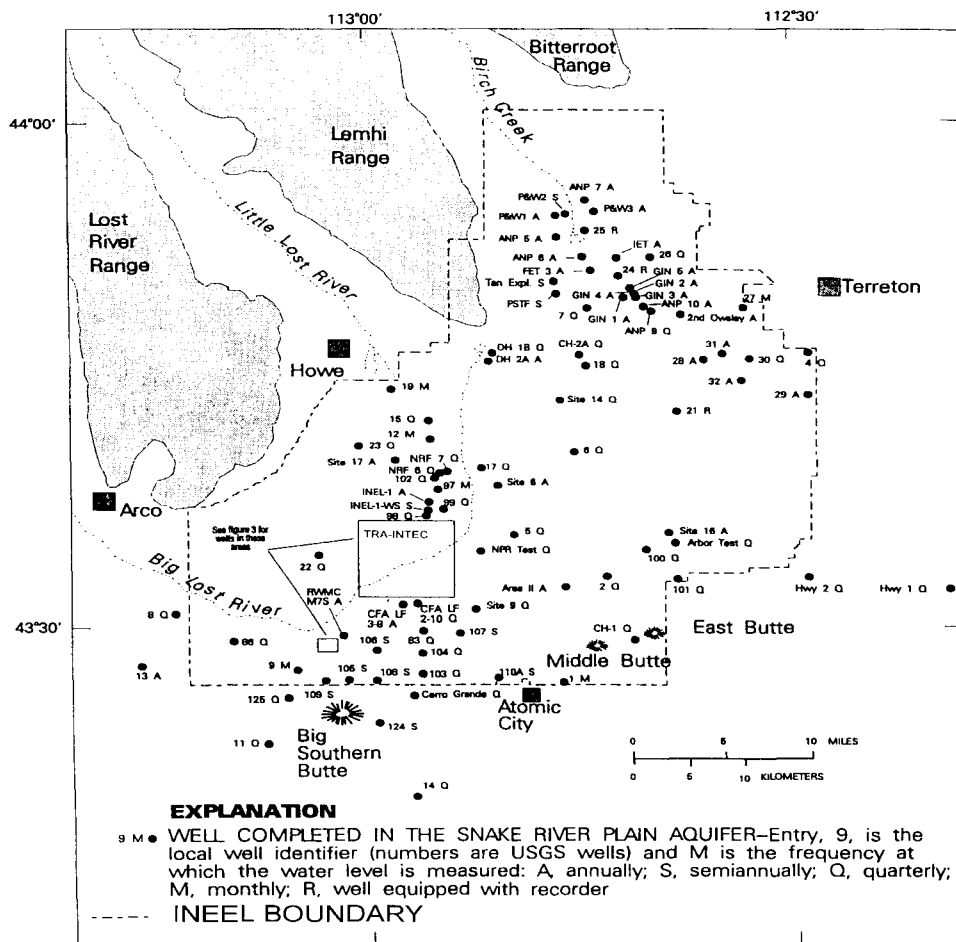 113°00'
112°30'
Bitterroot
Range
Birch Creek
44°00'
Lemhi
Range
ANP 7 A
P&W2 S
P&W1 A
P&W3 A
Lost
River
Range
Little Lost River
25 R
ANP 5 A
IET A
ANP 6 A
26 Q
FET 3 A
24 R
GIN 5 A
GIN 2 A
Tan Expl. S
Terreton
GIN 4 A
GIN 3 A
27 M
PSTF S
ANP 10 A
7 Q
GIN 1 A
2nd Owsley A
ANP 9 Q
DH 1B Q
CH-2A Q
31 A
Howe
DH 2A A
18 Q
28 A
30 Q
4 Q
19 M
32 A
29 A
Site 14 Q
21 R
15 Q
12 M
23 Q
6 Q
Site 17 A
NRF 7 Q
NRF 6 Q
17 Q
102 Q
97 M
Site 6 A
INEL-1 A
99 Q
INEL-1-WS S
98 Q
Arco
See figure 3 for
wells in these
areas
TRA-INTEC
5 Q
Site 16 A
Arbor Test Q
NPR Test Q
100 Q
22 Q
Big Lost River
Area II A
2 Q
101 Q
Hwy 2 Q
Hwy 1 Q
RWMC
M7S A
CFA LF
3-9 A
CFA LF
2-10 Q
Site 9 Q
8 Q
43°30'
107 S
East Butte
86 Q
106 S
83 Q
CH-1 Q
104 Q
Middle Butte
9 M
13 A
105 S
108 S
103 Q
110A S
1 M
109 S
125 Q
Cerro Grande Q
Atomic
City
124 S
Big
Southern
Butte
11 Q
0 5 10 MILES
0 5 10 KILOMETERS
14 Q
EXPLANATION
9 M WELL COMPLETED IN THE SNAKE RIVER PLAIN AQUIFER–Entry, 9, is the
local well identifier (numbers are USGS wells) and M is the frequency at
which the water level is measured: A, annually; S, semiannually; Q, quarterly;
M, monthly; R, well equipped with recorder
INEEL BOUNDARY